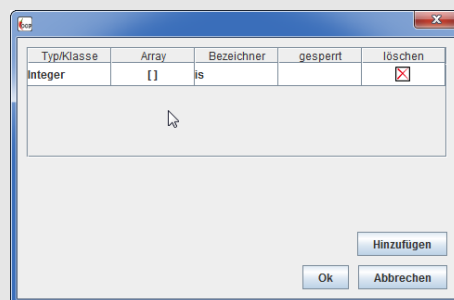 Typ/Klasse Array Bezeichner gesperrt löschen
Integer [ ] is
Hinzufügen
Ok Abbrechen